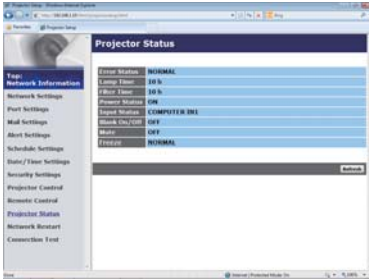 Projector Status
Error Status NORMAL
Lamp Time 10 h
Filter Time 10 h
Power Status ON
Input Status COMPUTER IN1
Blank On/Off OFF
Mute OFF
Freeze NORMAL
Refresh
Top:
Network Information
Network Settings
Port Settings
Mail Settings
Alert Settings
Schedule Settings
Date/Time Settings
Security Settings
Projector Control
Remote Control
Projector Status
Network Restart
Connection Test